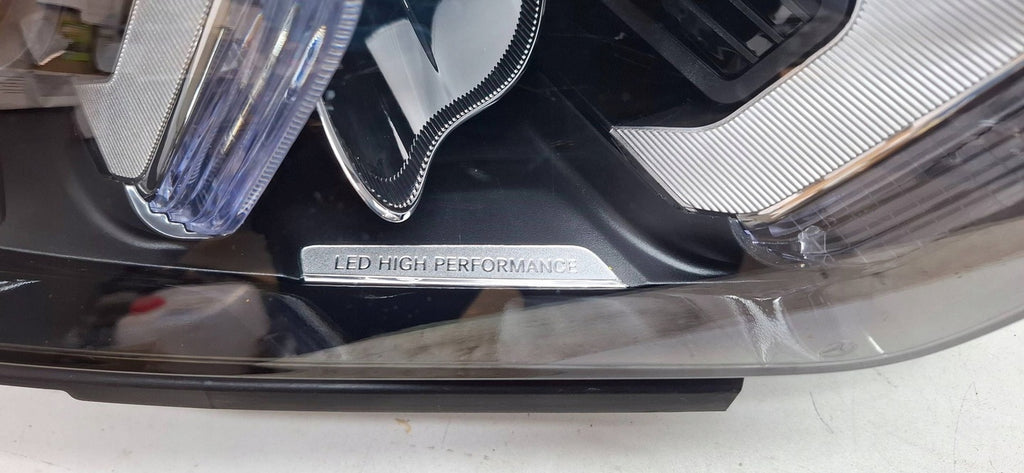 LED HIGH PERFORMANCE